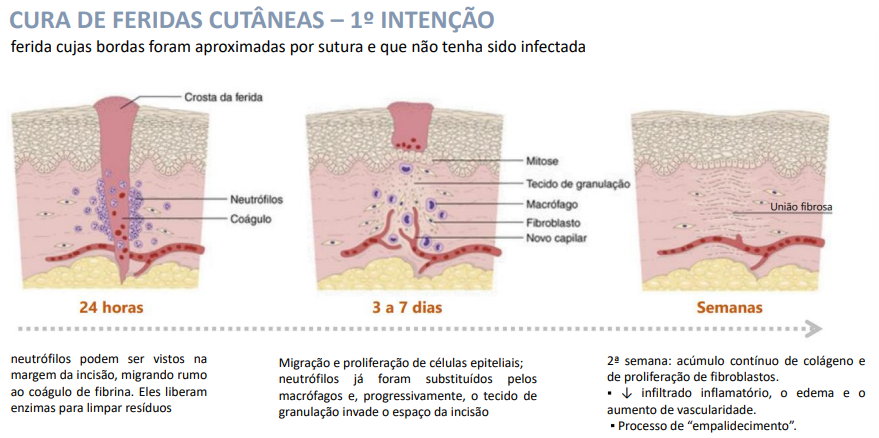 CURA DE FERIDAS CUTÂNEAS – 1º INTENÇÃO
ferida cujas bordas foram aproximadas por sutura e que não tenha sido infectada
Crosta da ferida
Neutrófilos
Coágulo
24 horas
Mitose
Tecido de granulação
Macrófago
Fibroblasto
Novo capilar
3 a 7 dias
União fibrosa
Semanas
neutrófilos podem ser vistos na
margem da incisão, migrando rumo
ao coágulo de fibrina. Eles liberam
enzimas para limpar resíduos
Migração e proliferação de células epiteliais;
neutrófilos já foram substituídos pelos
macrófagos e, progressivamente, o tecido de
granulação invade o espaço da incisão
2ª semana: acúmulo contínuo de colágeno e
de proliferação de fibroblastos.
▪ ↓ infiltrado inflamatório, o edema e o
aumento de vascularidade.
▪ Processo de “empalidecimento”.